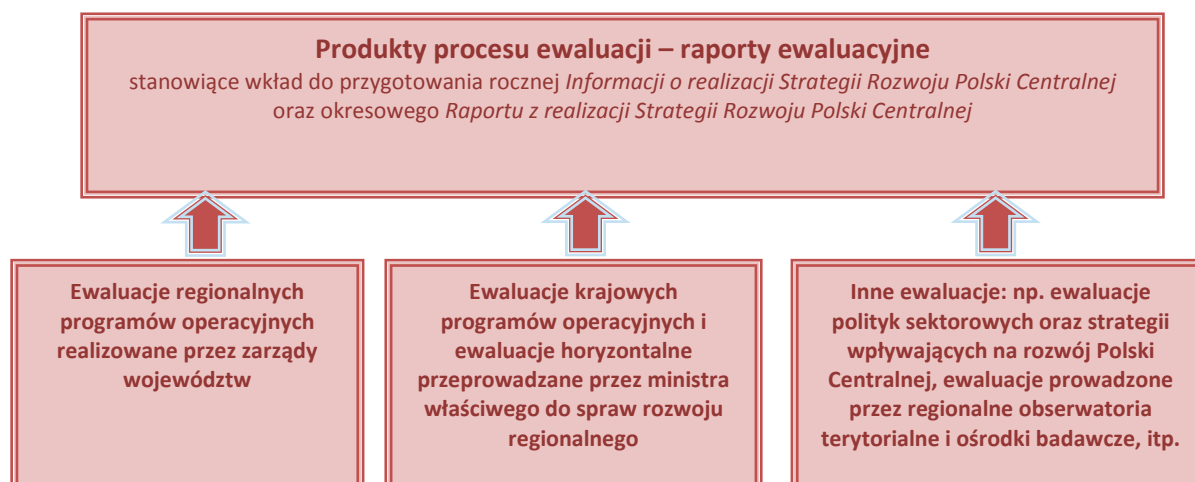 Produkty procesu ewaluacji – raporty ewaluacyjne
stanowiące wkład do przygotowania rocznej Informacji o realizacji Strategii Rozwoju Polski Centralnej
oraz okresowego Raportu z realizacji Strategii Rozwoju Polski Centralnej
Ewaluacje regionalnych
programów operacyjnych
realizowane przez zarządy
województw
Ewaluacje krajowych
programów operacyjnych i
ewaluacje horyzontalne
przeprowadzane przez ministra
właściwego do spraw rozwoju
regionalnego
Inne ewaluacje: np. ewaluacje
polityk sektorowych oraz strategii
wpływających na rozwój Polski
Centralnej, ewaluacje prowadzone
przez regionalne obserwatoria
terytorialne i ośrodki badawcze, itp.